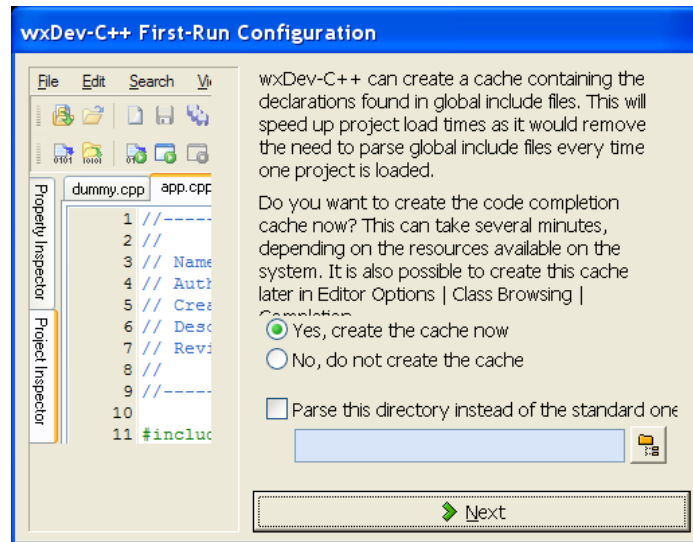 wxDev-C++ First-Run Configuration
File Edit Search
wxDev-C++ can create a cache containing the
declarations found in global include files. This will
speed up project load times as it would remove
the need to parse global include files every time
one project is loaded.
Do you want to create the code completion
cache now? This can take several minutes,
depending on the resources available on the
system. It is also possible to create this cache
later in Editor Options | Class Browsing |
Completion
Yes, create the cache now
No, do not create the cache
Parse this directory instead of the standard one
Next
Property Inspector
Project Inspector
dummy.cpp app.cpp
1 //-----
2 //
3 // Name
4 // Auth
5 // Crea
6 // Desc
7 // Revi
8 //
9 //-----
10
11 #includ